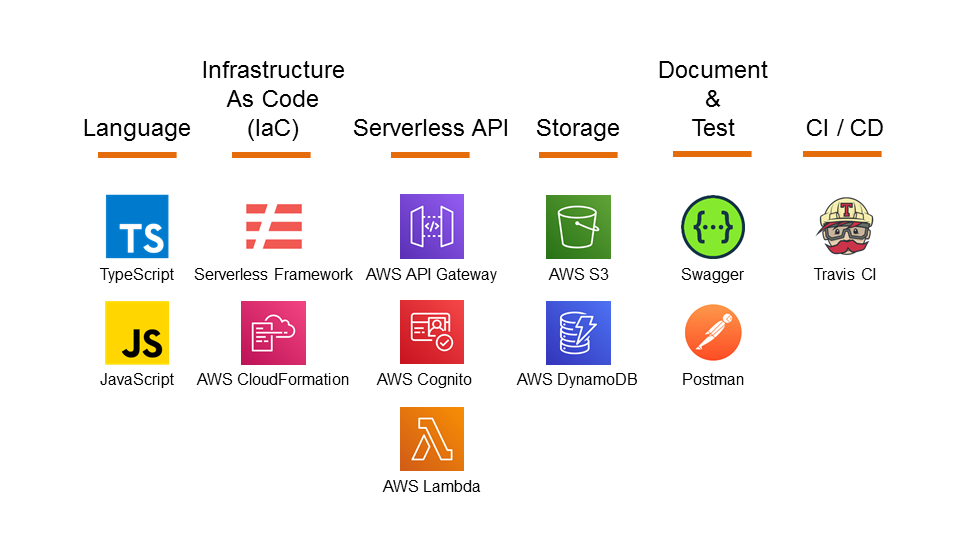 Infrastructure
As Code
(IaC)
Document
&
Test
Language
Serverless API
Storage
CI / CD
TS
T
TypeScript
Serverless Framework
AWS API Gateway
AWS S3
Swagger
Travis CI
JS
JavaScript
AWS CloudFormation
AWS Cognito
AWS DynamoDB
Postman
AWS Lambda